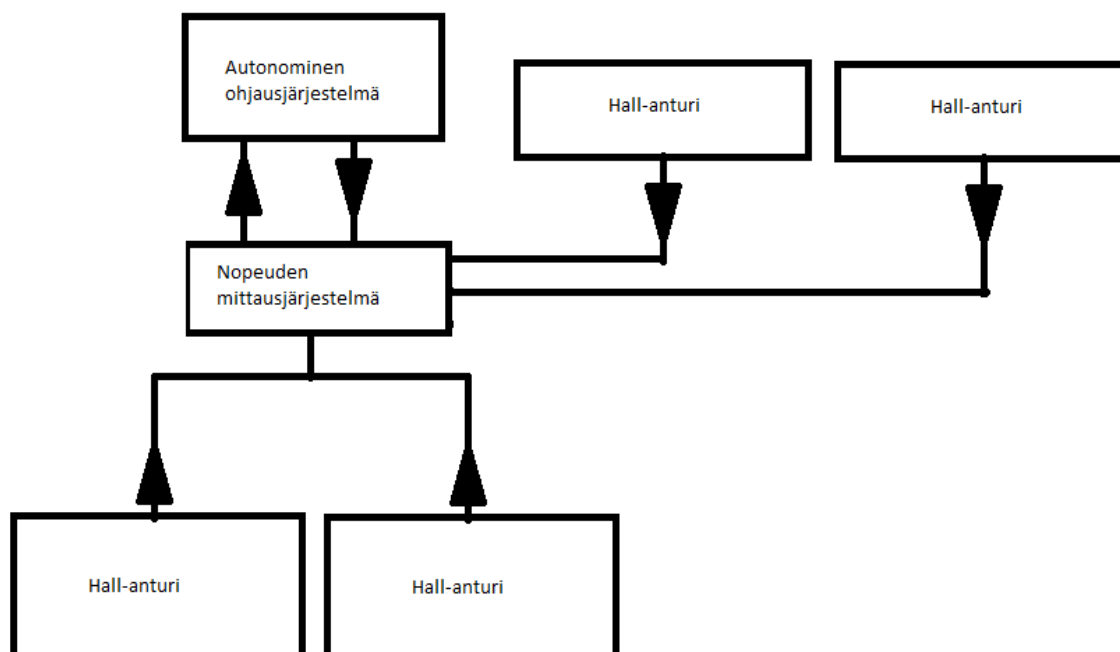 Autonominen
ohjausjärjestelmä
Hall-anturi
Hall-anturi
Nopeuden
mittausjärjestelmä
Hall-anturi
Hall-anturi